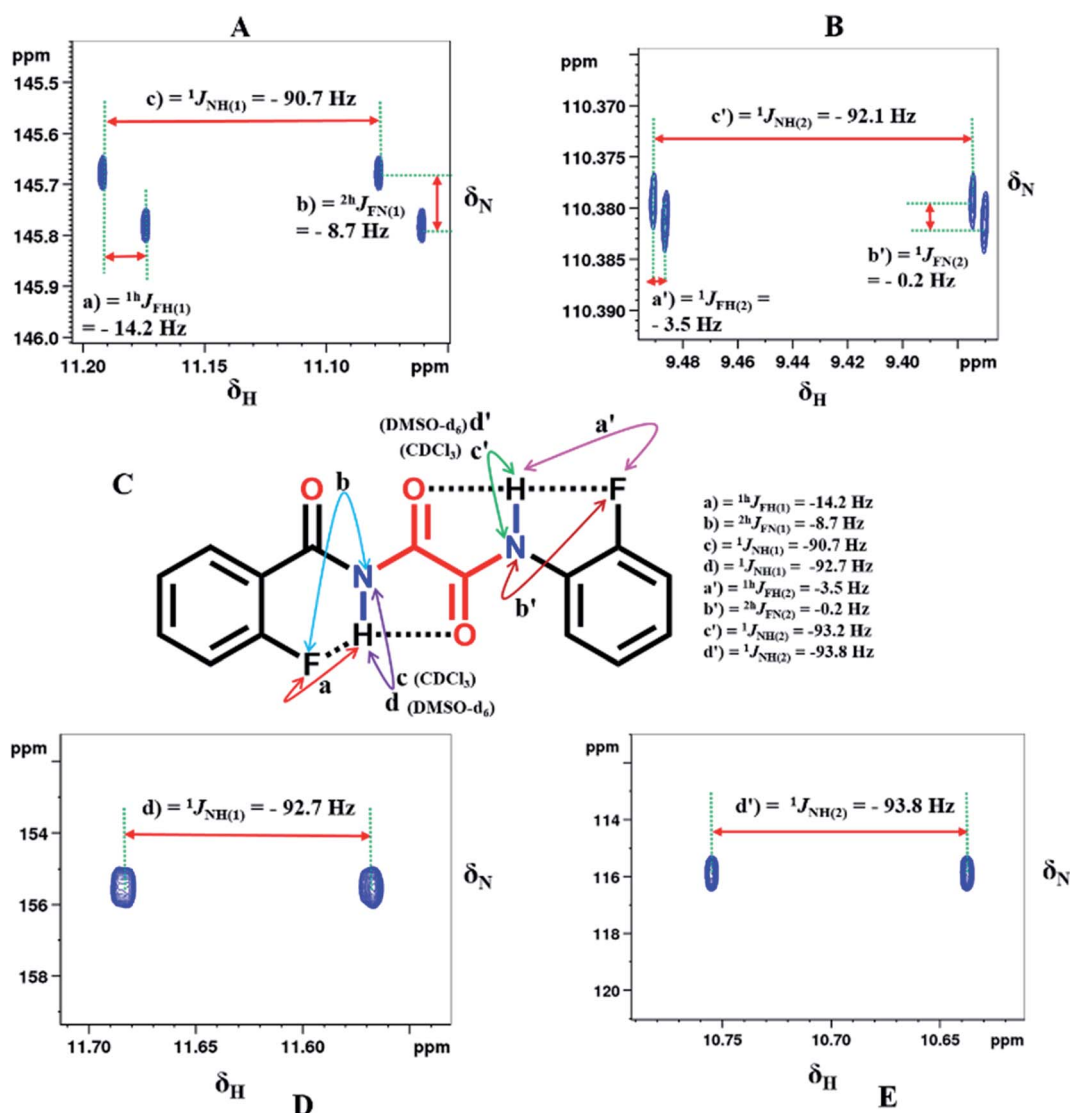 A
ppm
145.5
145.6
145.7
145.8
145.9
146.0
c) = ¹J_NH(1) = - 90.7 Hz
b) = ²ʰJ_FN(1)
= - 8.7 Hz
a) = ¹ʰJ_FH(1)
= - 14.2 Hz
δ_N
11.20
11.15
11.10
ppm
δ_H
B
ppm
110.370
110.375
110.380
110.385
110.390
c') = ¹J_NH(2) = - 92.1 Hz
b') = ¹J_FN(2)
= - 0.2 Hz
a') = ¹J_FH(2) =
- 3.5 Hz
δ_N
9.48
9.46
9.44
9.42
9.40
ppm
δ_H
C
(DMSO-d₆) d'
(CDCl₃) c'
a'
b
O
O
H
F
N
N
b'
H
O
F
a
c (CDCl₃)
d (DMSO-d₆)
a) = ¹ʰJ_FH(1) = -14.2 Hz
b) = ²ʰJ_FN(1) = -8.7 Hz
c) = ¹J_NH(1) = -90.7 Hz
d) = ¹J_NH(1) = -92.7 Hz
a') = ¹ʰJ_FH(2) = -3.5 Hz
b') = ²ʰJ_FN(2) = -0.2 Hz
c') = ¹J_NH(2) = -93.2 Hz
d') = ¹J_NH(2) = -93.8 Hz
ppm
154
156
158
d) = ¹J_NH(1) = - 92.7 Hz
δ_N
11.70
11.65
11.60
ppm
δ_H
D
ppm
114
116
118
120
d') = ¹J_NH(2) = - 93.8 Hz
δ_N
10.75
10.70
10.65
ppm
δ_H
E